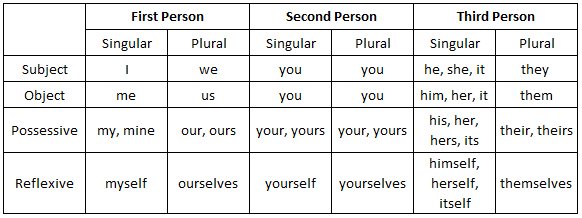 First Person Second Person Third Person
Singular Plural Singular Plural Singular Plural
Subject I we you you he, she, it they
Object me us you you him, her, it them
Possessive my, mine our, ours your, yours your, yours his, her, hers, its their, theirs
Reflexive myself ourselves yourself yourselves himself, herself, itself themselves